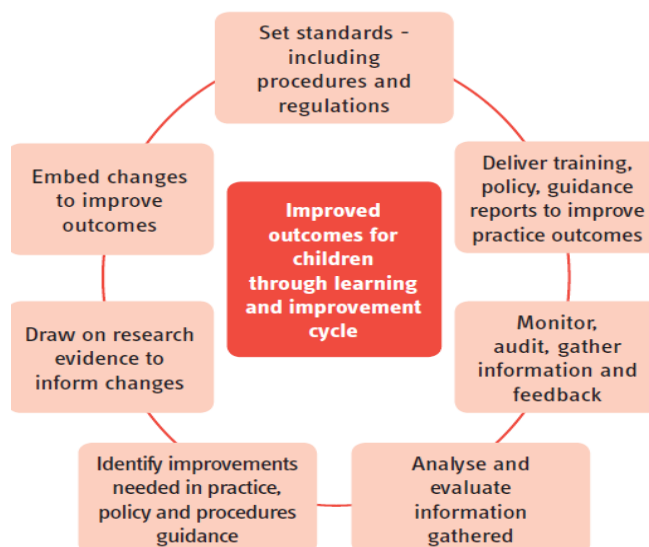 Set standards -
including
procedures and
regulations
Deliver training,
policy, guidance
reports to improve
practice outcomes
Monitor,
audit, gather
information and
feedback
Analyse and
evaluate
information
gathered
Identify improvements
needed in practice,
policy and procedures
guidance
Draw on research
evidence to
inform changes
Embed changes
to improve
outcomes
Improved
outcomes for
children
through learning
and improvement
cycle